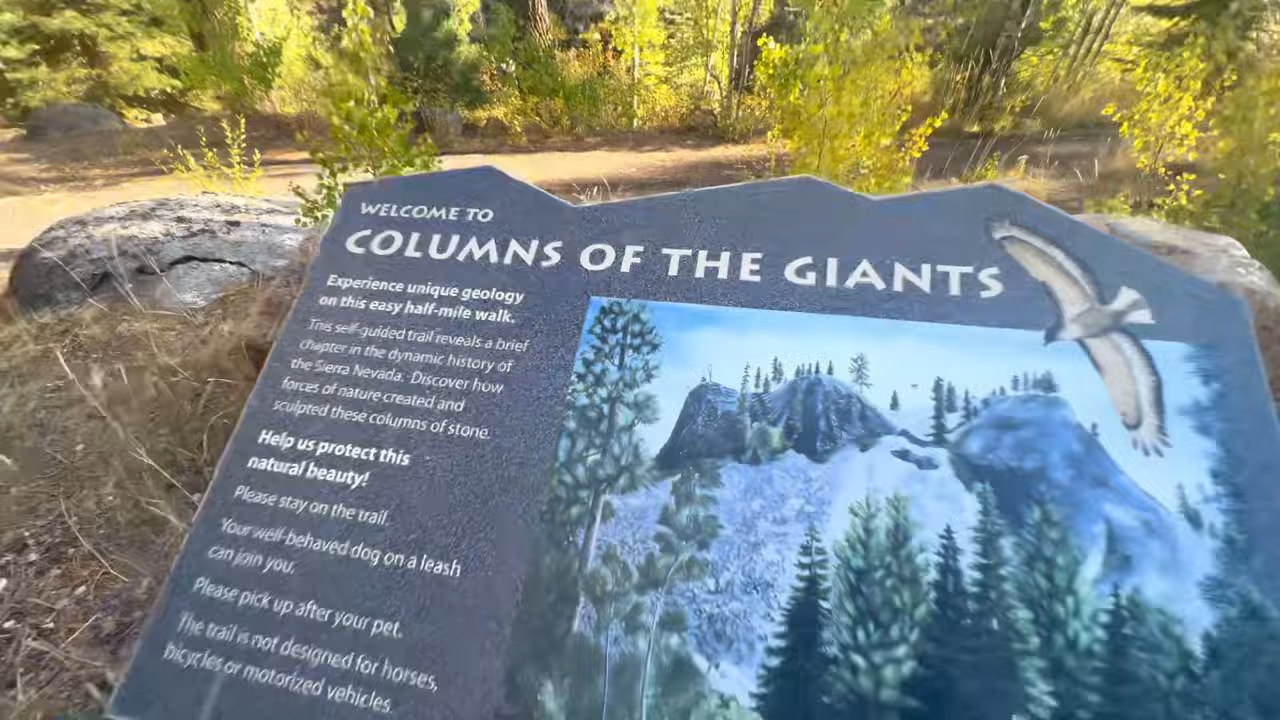 WELCOME TO
COLUMNS OF THE GIANTS
Experience unique geology
on this easy half-mile walk.
This self-guided trail reveals a brief
chapter in the dynamic history of
the Sierra Nevada. Discover how
forces of nature created and
sculpted these columns of stone.
Help us protect this
natural beauty!
Please stay on the trail.
Your well-behaved dog on a leash
can join you.
Please pick up after your pet.
The trail is not designed for horses,
bicycles or motorized vehicles.